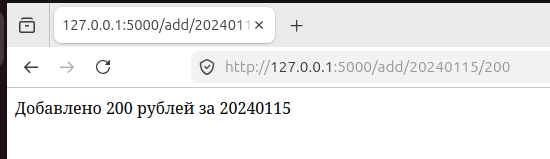 127.0.0.1:5000/add/2024011
http://127.0.0.1:5000/add/20240115/200
Добавлено 200 рублей за 20240115